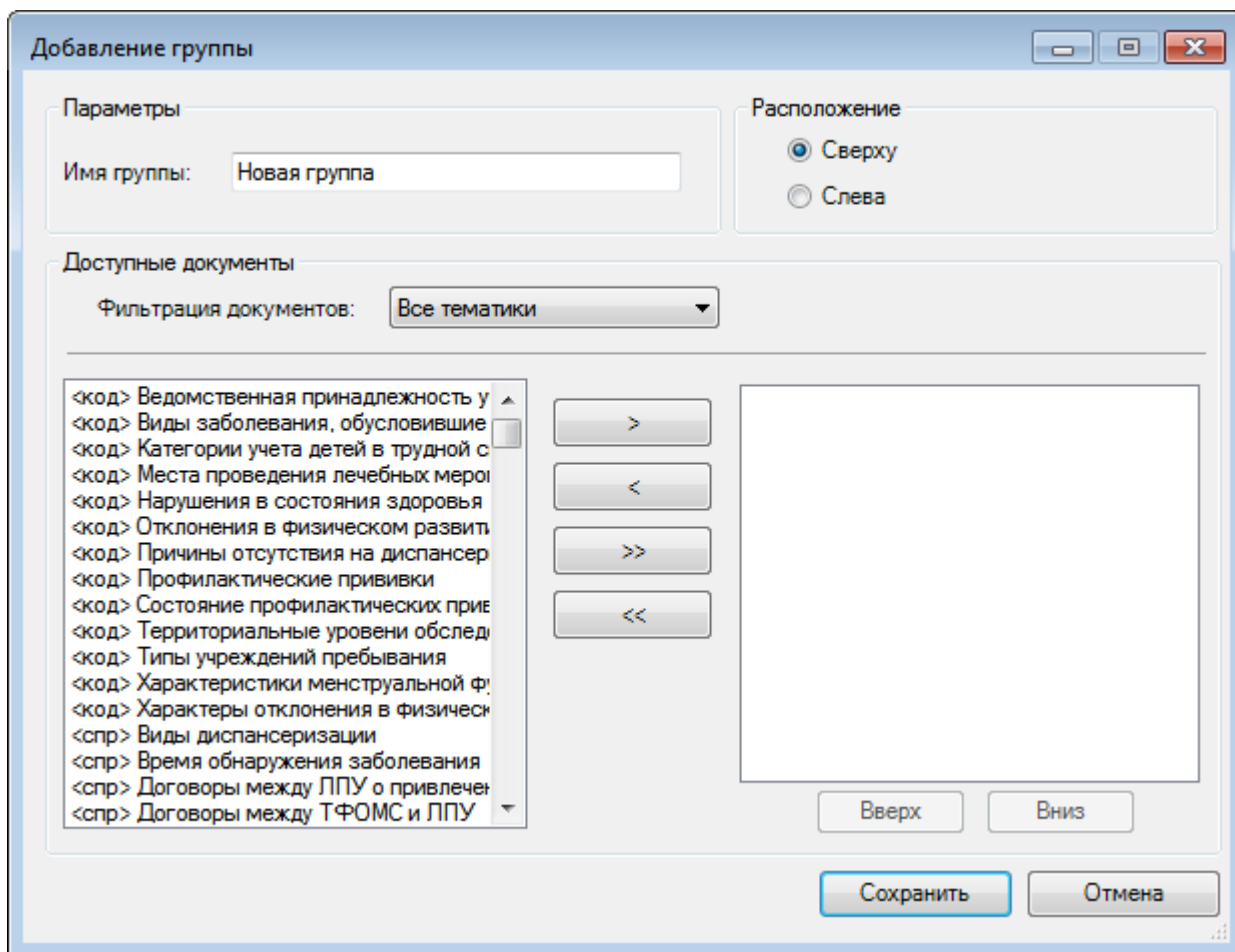 Добавление группы
Параметры
Расположение
Имя группы: Новая группа
Сверху
Слева
Доступные документы
Фильтрация документов: Все тематики
<код> Ведомственная принадлежность у
<код> Виды заболевания, обусловившие
<код> Категории учета детей в трудной с
<код> Места проведения лечебных меро
<код> Нарушения в состояния здоровья
<код> Отклонения в физическом развити
<код> Причины отсутствия на диспансер
<код> Профилактические прививки
<код> Состояние профилактических прив
<код> Территориальные уровени обслед
<код> Типы учреждений пребывания
<код> Характеристики менструальной ф
<код> Характеры отклонения в физическ
<спр> Виды диспансеризации
<спр> Время обнаружения заболевания
<спр> Договоры между ЛПУ о привлечен
<спр> Договоры между ТФОМС и ЛПУ
>
<
>>
<<
Вверх
Вниз
Сохранить
Отмена